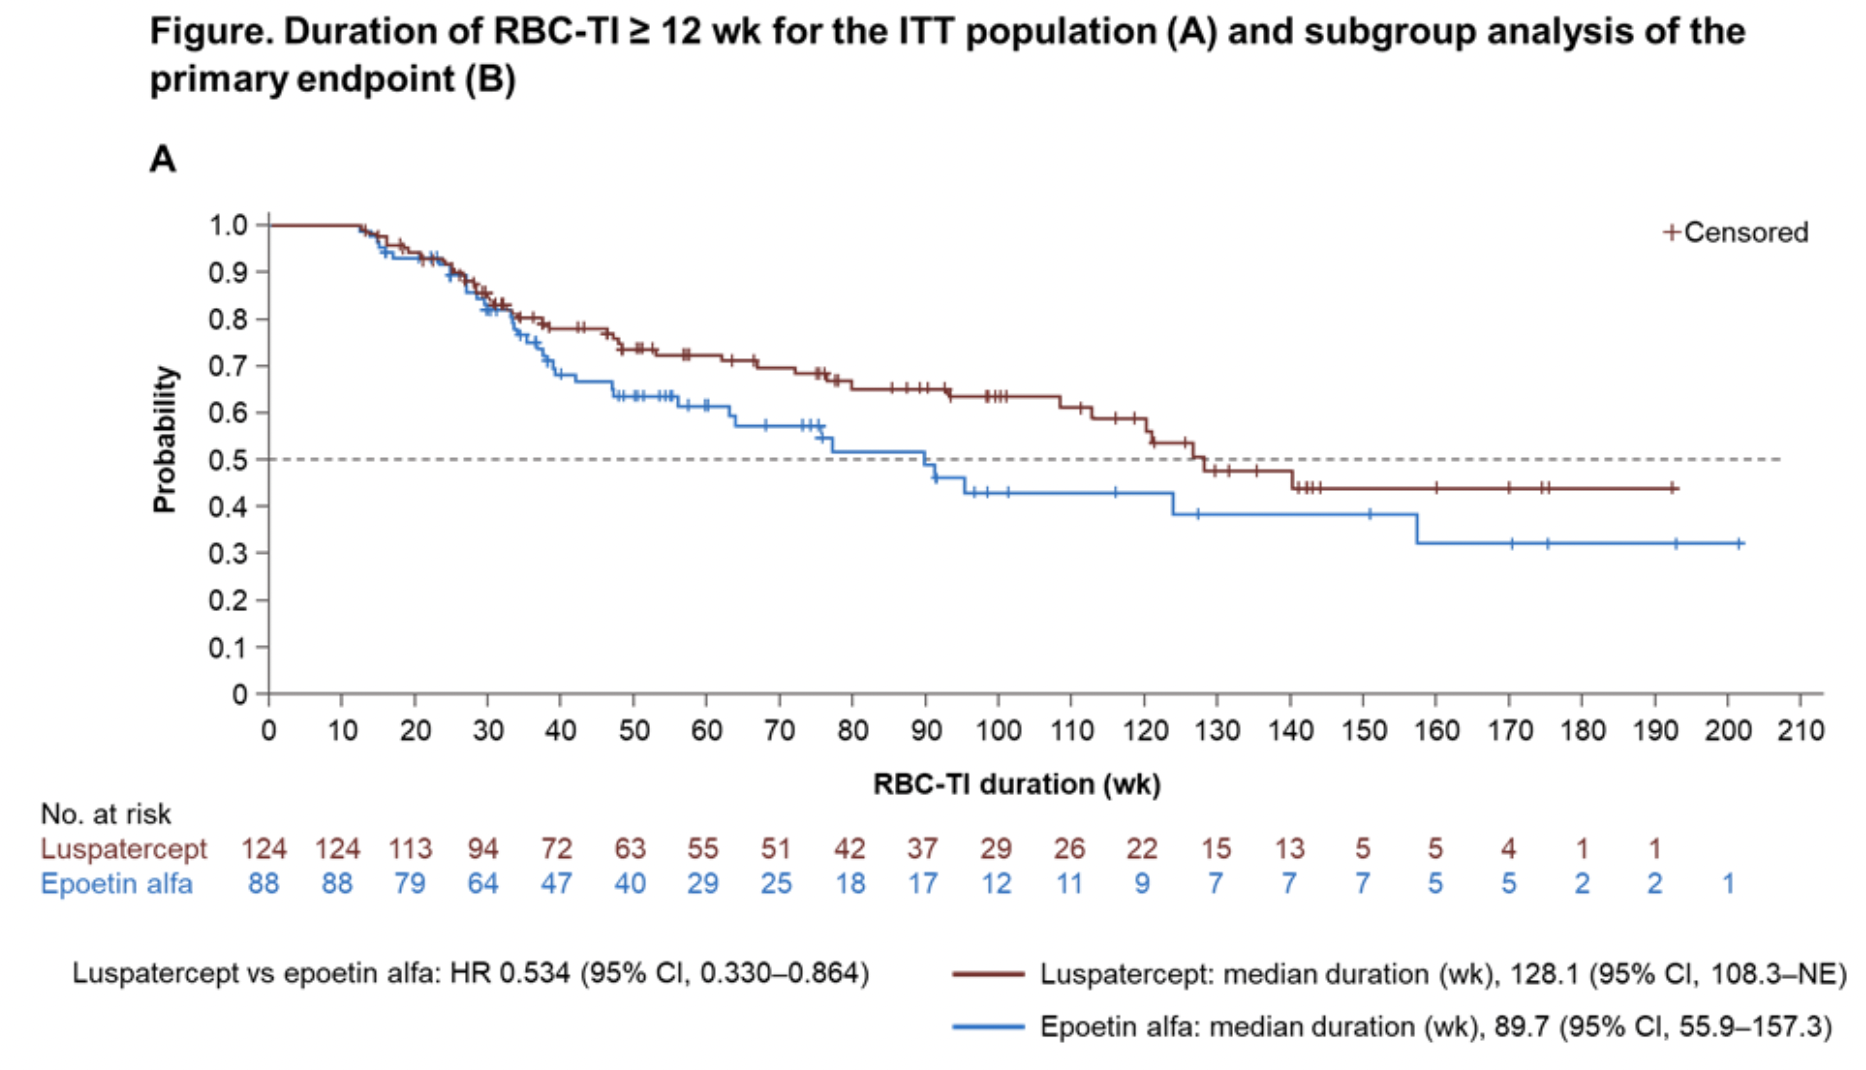 Figure. Duration of RBC-TI ≥ 12 wk for the ITT population (A) and subgroup analysis of the
primary endpoint (B)
A
Censored
Probability
1.0
0.9
0.8
0.7
0.6
0.5
0.4
0.3
0.2
0.1
0
0 10 20 30 40 50 60 70 80 90 100 110 120 130 140 150 160 170 180 190 200 210
RBC-TI duration (wk)
No. at risk
Luspatercept 124 124 113 94 72 63 55 51 42 37 29 26 22 15 13 5 5 4 1 1
Epoetin alfa 88 88 79 64 47 40 29 25 18 17 12 11 9 7 7 7 5 5 2 2 1
Luspatercept vs epoetin alfa: HR 0.534 (95% CI, 0.330–0.864)
Luspatercept: median duration (wk), 128.1 (95% CI, 108.3–NE)
Epoetin alfa: median duration (wk), 89.7 (95% CI, 55.9–157.3)